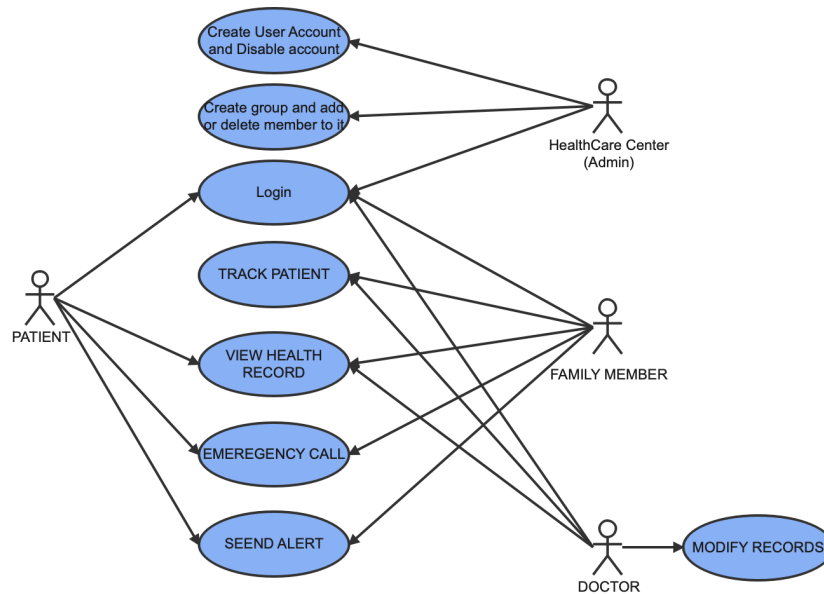 Create User Account
and Disable account
Create group and add
or delete member to it
HealthCare Center
(Admin)
Login
TRACK PATIENT
PATIENT
VIEW HEALTH
RECORD
FAMILY MEMBER
EMEREGENCY CALL
SEEND ALERT
MODIFY RECORDS
DOCTOR